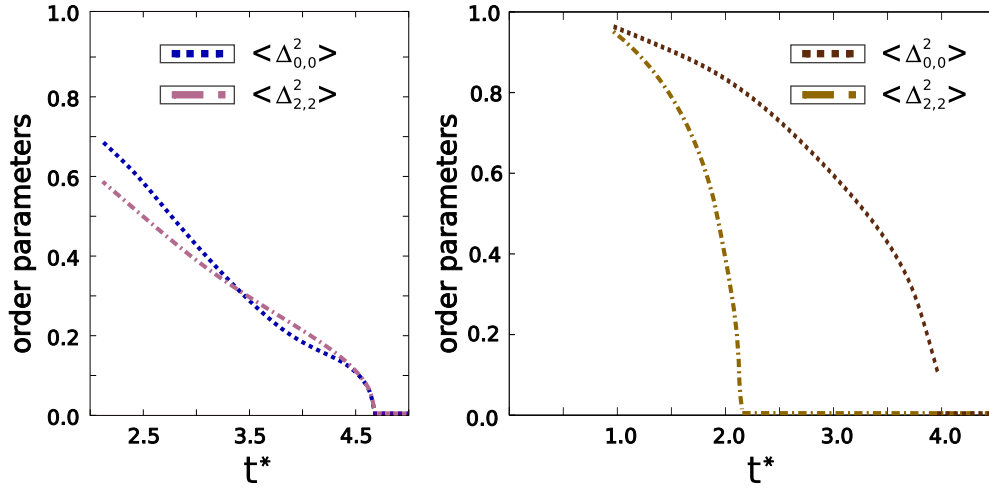 order parameters
1.0
0.8
0.6
0.4
0.2
0.0
2.5 3.5 4.5
t*
<Δ²₀,₀>
<Δ²₂,₂>
order parameters
1.0
0.8
0.6
0.4
0.2
0.0
1.0 2.0 3.0 4.0
t*
<Δ²₀,₀>
<Δ²₂,₂>